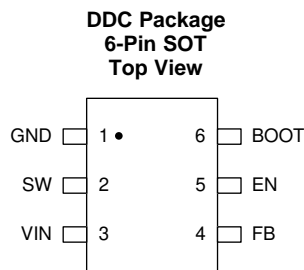 DDC Package
6-Pin SOT
Top View
GND 1 6 BOOT
SW 2 5 EN
VIN 3 4 FB